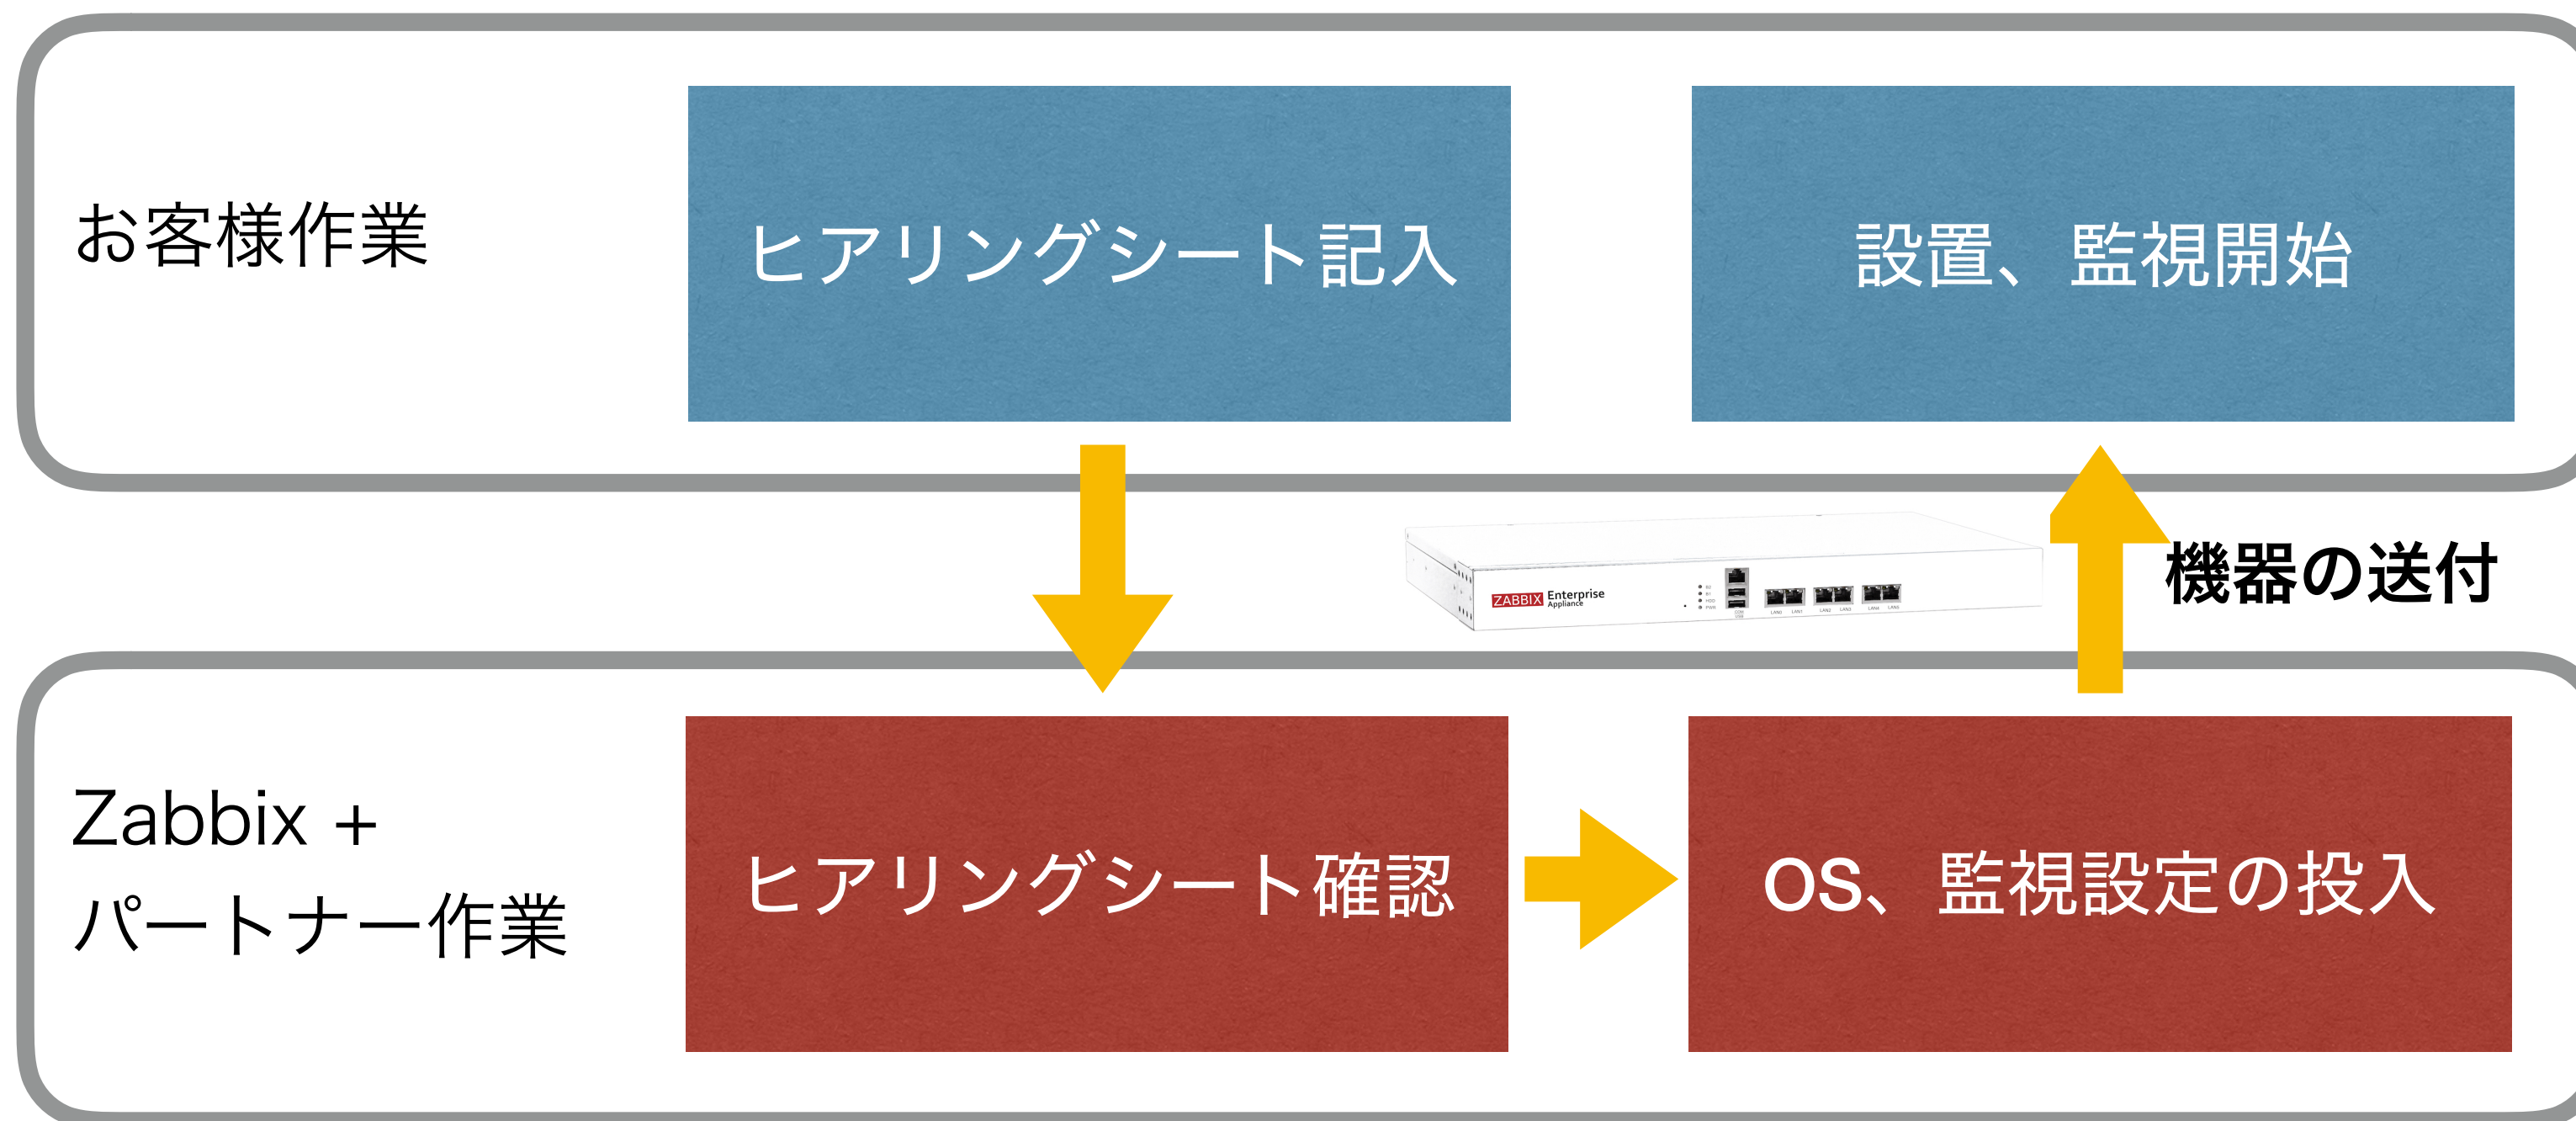 お客様作業
ヒアリングシート記入
設置、監視開始
ZABBIX Enterprise
Appliance
機器の送付
Zabbix +
パートナー作業
ヒアリングシート確認
OS、監視設定の投入